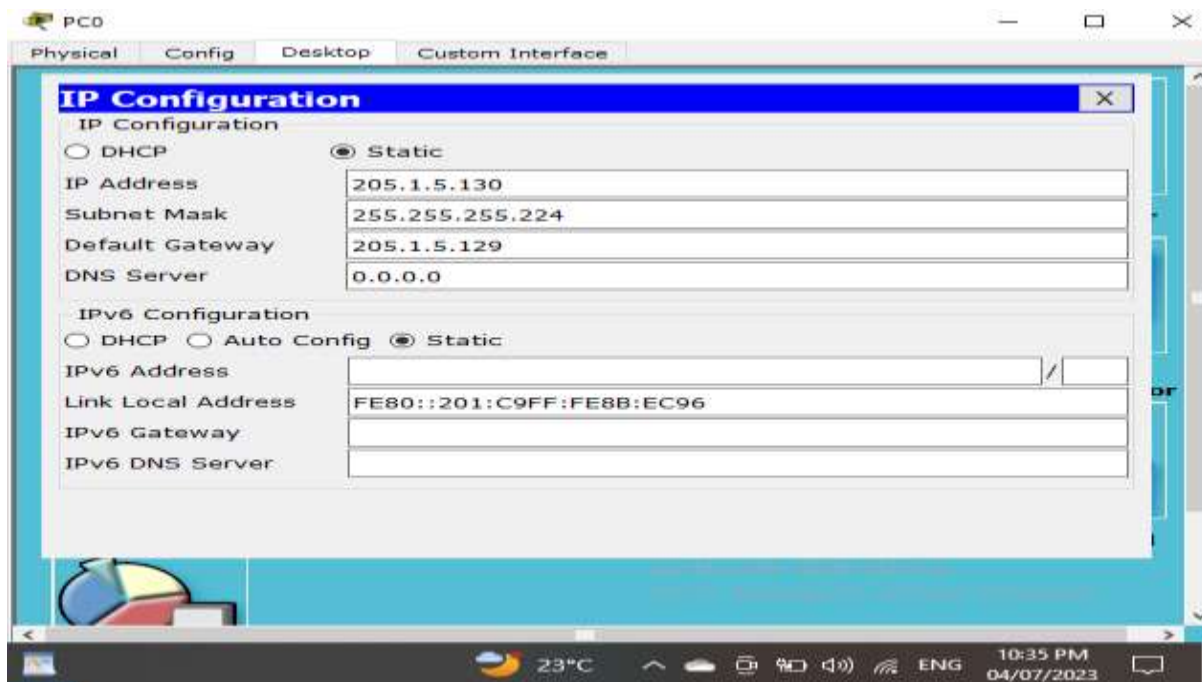 PC0
Physical Config Desktop Custom Interface
IP Configuration
IP Configuration
DHCP Static
IP Address 205.1.5.130
Subnet Mask 255.255.255.224
Default Gateway 205.1.5.129
DNS Server 0.0.0.0
IPv6 Configuration
DHCP Auto Config Static
IPv6 Address /
Link Local Address FE80::201:C9FF:FE8B:EC96
IPv6 Gateway
IPv6 DNS Server
or
23°C ENG 10:35 PM
04/07/2023